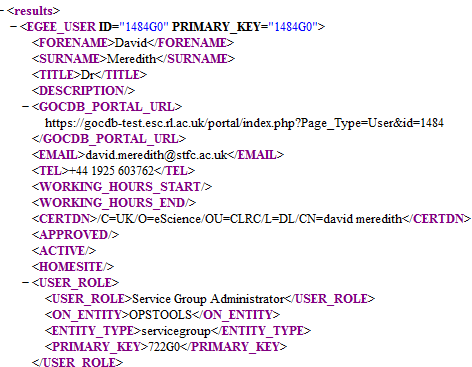 − <results>
− <EGEE_USER ID="1484G0" PRIMARY_KEY="1484G0">
<FORENAME>David</FORENAME>
<SURNAME>Meredith</SURNAME>
<TITLE>Dr</TITLE>
<DESCRIPTION/>
− <GOCDB_PORTAL_URL>
https://gocdb-test.esc.rl.ac.uk/portal/index.php?Page_Type=User&id=1484
</GOCDB_PORTAL_URL>
<EMAIL>david.meredith@stfc.ac.uk</EMAIL>
<TEL>+44 1925 603762</TEL>
<WORKING_HOURS_START/>
<WORKING_HOURS_END/>
<CERTDN>/C=UK/O=eScience/OU=CLRC/L=DL/CN=david meredith</CERTDN>
<APPROVED/>
<ACTIVE/>
<HOMESITE/>
− <USER_ROLE>
<USER_ROLE>Service Group Administrator</USER_ROLE>
<ON_ENTITY>OPSTOOLS</ON_ENTITY>
<ENTITY_TYPE>servicegroup</ENTITY_TYPE>
<PRIMARY_KEY>722G0</PRIMARY_KEY>
</USER_ROLE>